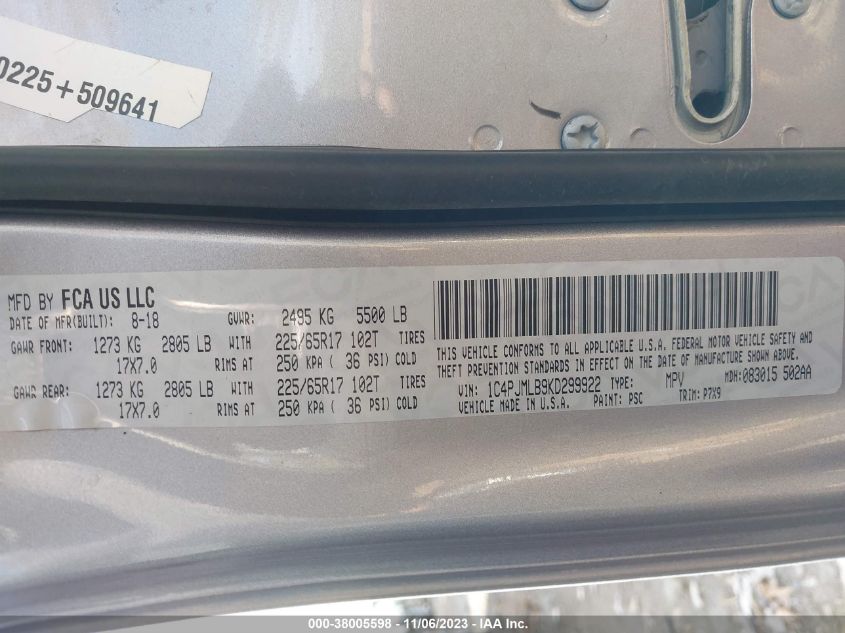 0225+509641
MFD BY FCA US LLC
DATE OF MFR(BUILT): 8-18 GVWR: 2495 KG 5500 LB
GAWR FRONT: 1273 KG 2805 LB WITH 225/65R17 102T TIRES
17X7.0 RIMS AT 250 KPA ( 36 PSI) COLD
GAWR REAR: 1273 KG 2805 LB WITH 225/65R17 102T TIRES
17X7.0 RIMS AT 250 KPA ( 36 PSI) COLD
THIS VEHICLE CONFORMS TO ALL APPLICABLE U.S.A. FEDERAL MOTOR VEHICLE SAFETY AND
THEFT PREVENTION STANDARDS IN EFFECT ON THE DATE OF MANUFACTURE SHOWN ABOVE.
VIN: 1C4PJMLB9KD299922 TYPE: MPV MDH:083015 502AA
VEHICLE MADE IN U.S.A. PAINT: PSC TRIM: P7X9
000-38005598 - 11/06/2023 - IAAI.com